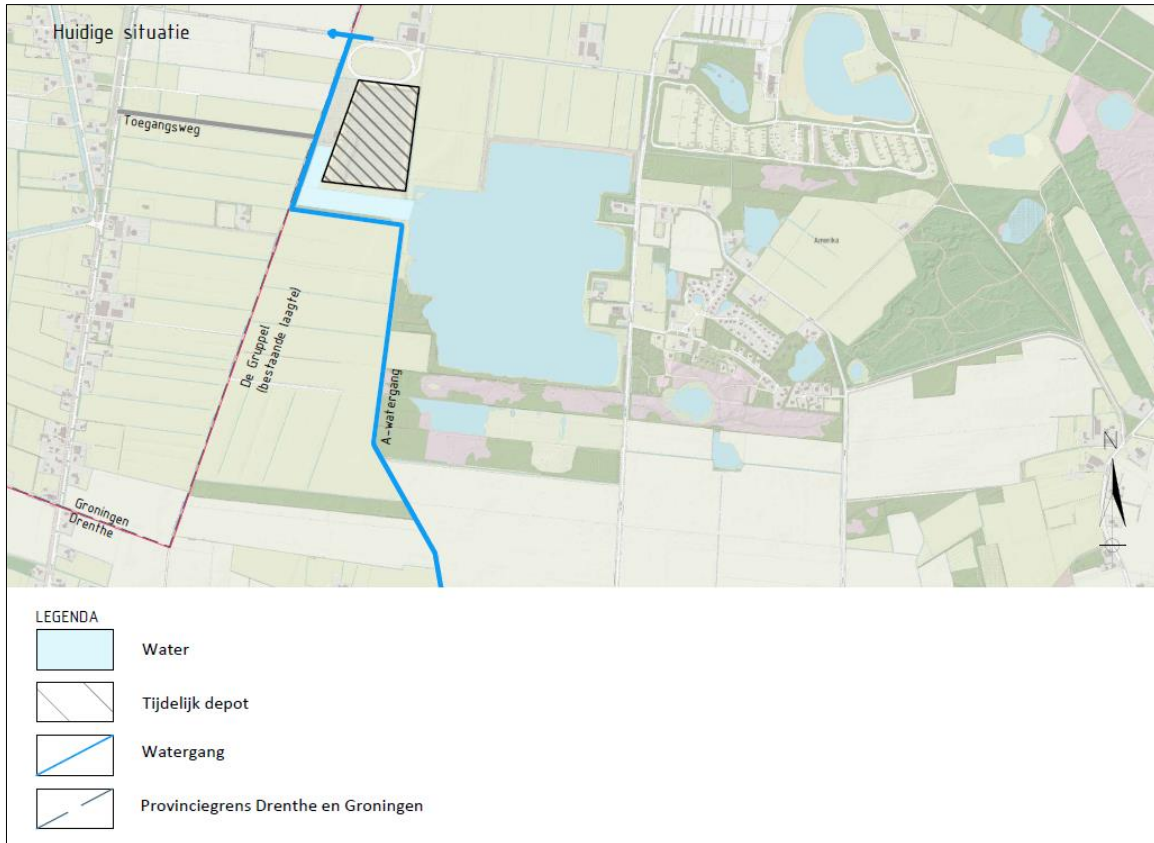 Huidige situatie
Toegangsweg
Amerika
De Gruppel
(bestaande laagte)
A-watergang
N
Groningen
Drenthe
LEGENDA
Water
Tijdelijk depot
Watergang
Provinciegrens Drenthe en Groningen